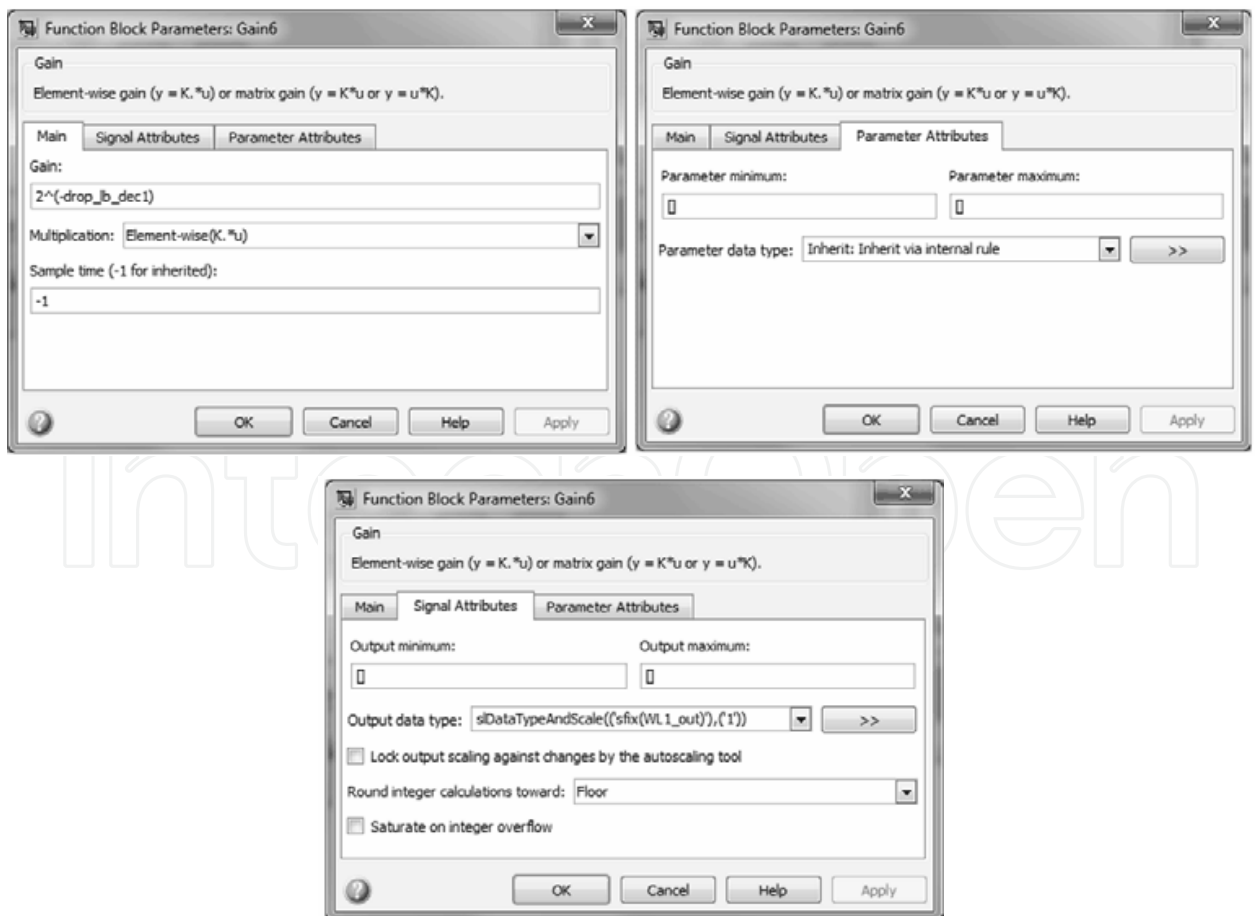 Function Block Parameters: Gain6
Gain
Element-wise gain (y = K.*u) or matrix gain (y = K*u or y = u*K).
Main Signal Attributes Parameter Attributes
Gain:
2^(-drop_lb_dec1)
Multiplication: Element-wise(K.*u)
Sample time (-1 for inherited):
-1
OK Cancel Help Apply
Function Block Parameters: Gain6
Gain
Element-wise gain (y = K.*u) or matrix gain (y = K*u or y = u*K).
Main Signal Attributes Parameter Attributes
Parameter minimum: Parameter maximum:
[] []
Parameter data type: Inherit: Inherit via internal rule >>
OK Cancel Help Apply
IntechOpen
Function Block Parameters: Gain6
Gain
Element-wise gain (y = K.*u) or matrix gain (y = K*u or y = u*K).
Main Signal Attributes Parameter Attributes
Output minimum: Output maximum:
[] []
Output data type: slDataTypeAndScale(('sfix(WL1_out)'),('1')) >>
Lock output scaling against changes by the autoscaling tool
Round integer calculations toward: Floor
Saturate on integer overflow
OK Cancel Help Apply